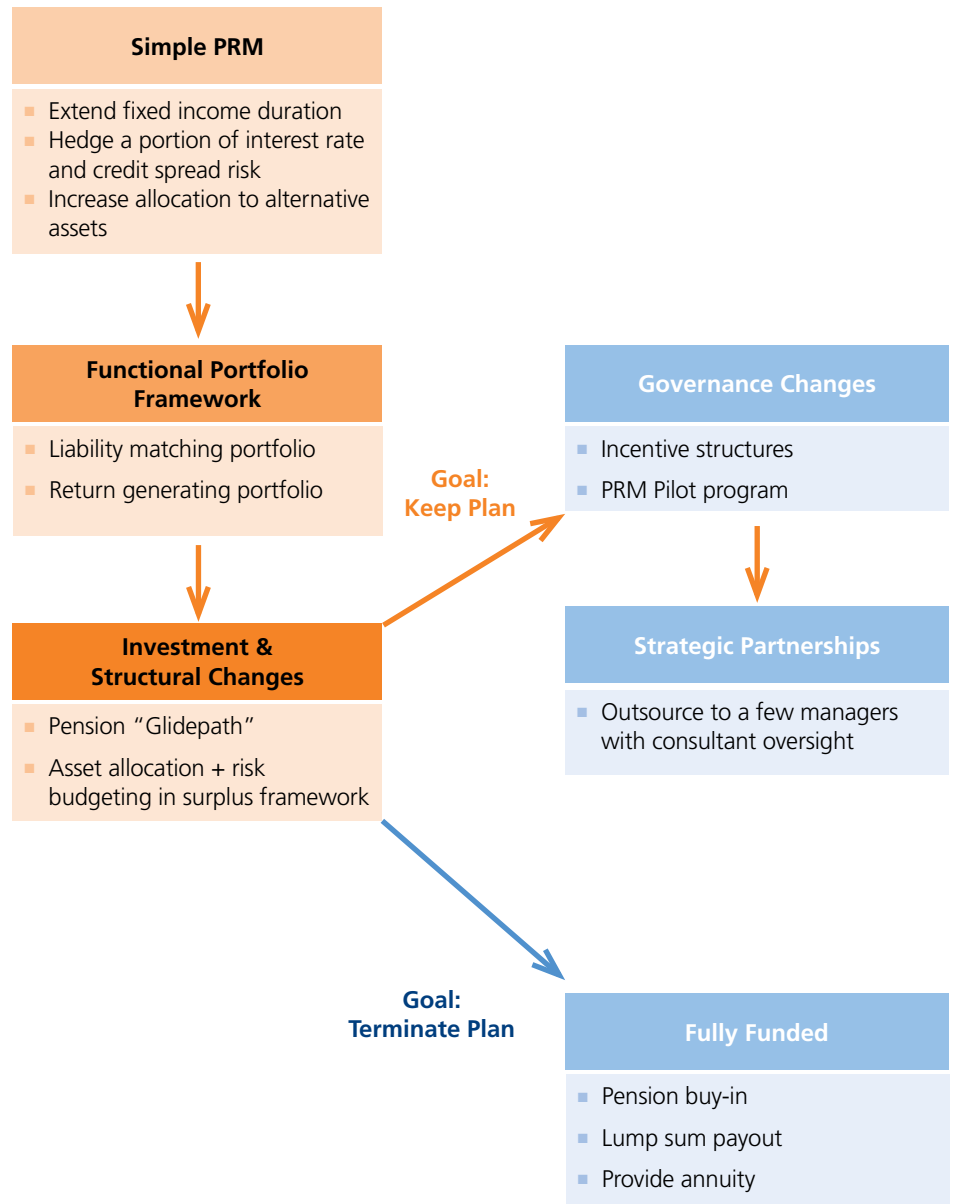 Simple PRM
▪ Extend fixed income duration
▪ Hedge a portion of interest rate
and credit spread risk
▪ Increase allocation to alternative
assets
Functional Portfolio
Framework
▪ Liability matching portfolio
▪ Return generating portfolio
Investment &
Structural Changes
▪ Pension “Glidepath”
▪ Asset allocation + risk
budgeting in surplus framework
Goal:
Keep Plan
Governance Changes
▪ Incentive structures
▪ PRM Pilot program
Strategic Partnerships
▪ Outsource to a few managers
with consultant oversight
Goal:
Terminate Plan
Fully Funded
▪ Pension buy-in
▪ Lump sum payout
▪ Provide annuity